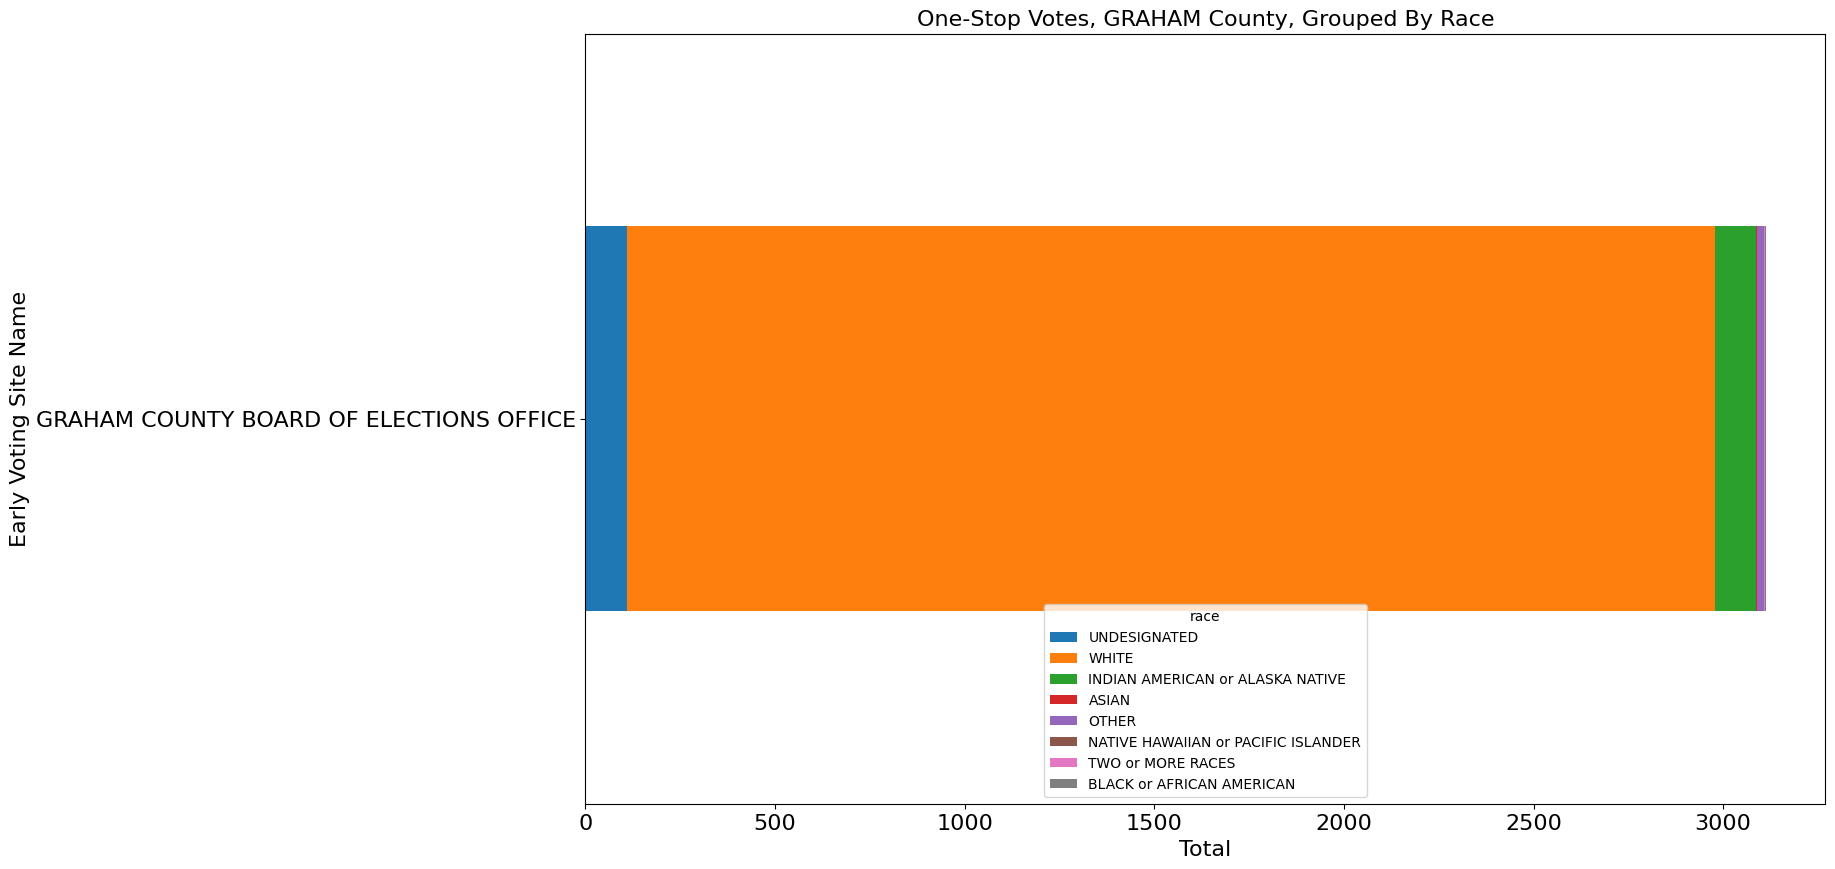 One-Stop Votes, GRAHAM County, Grouped By Race
Early Voting Site Name
GRAHAM COUNTY BOARD OF ELECTIONS OFFICE
race
UNDESIGNATED
WHITE
INDIAN AMERICAN or ALASKA NATIVE
ASIAN
OTHER
NATIVE HAWAIIAN or PACIFIC ISLANDER
TWO or MORE RACES
BLACK or AFRICAN AMERICAN
0 500 1000 1500 2000 2500 3000
Total